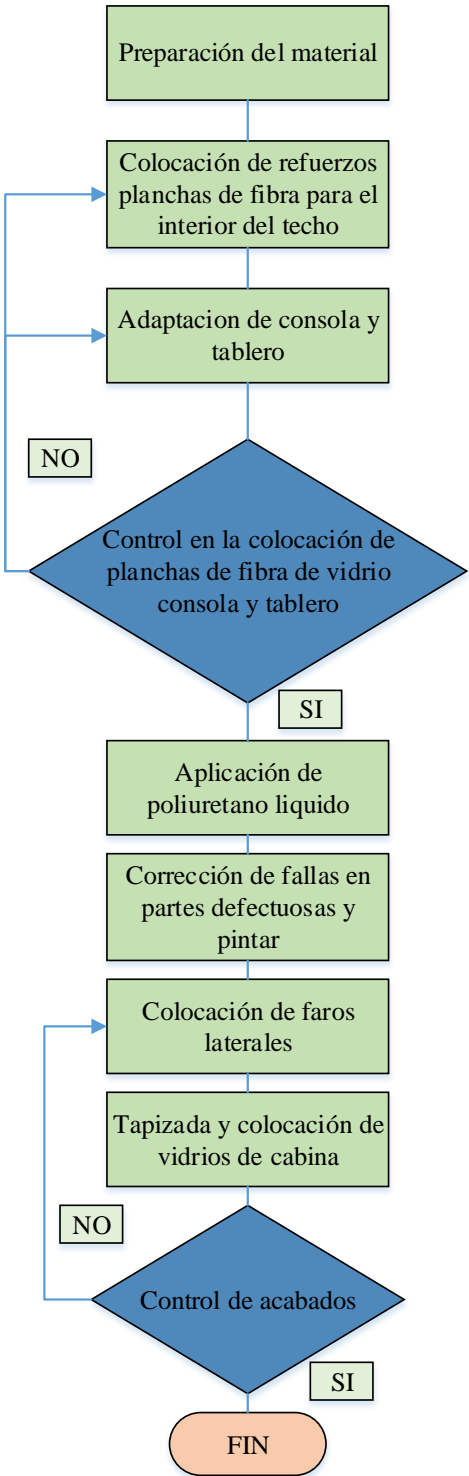 Preparación del material
Colocación de refuerzos
planchas de fibra para el
interior del techo
Adaptacion de consola y
tablero
NO
Control en la colocación de
planchas de fibra de vidrio
consola y tablero
SI
Aplicación de
poliuretano liquido
Corrección de fallas en
partes defectuosas y
pintar
Colocación de faros
laterales
Tapizada y colocación de
vidrios de cabina
NO
Control de acabados
SI
FIN